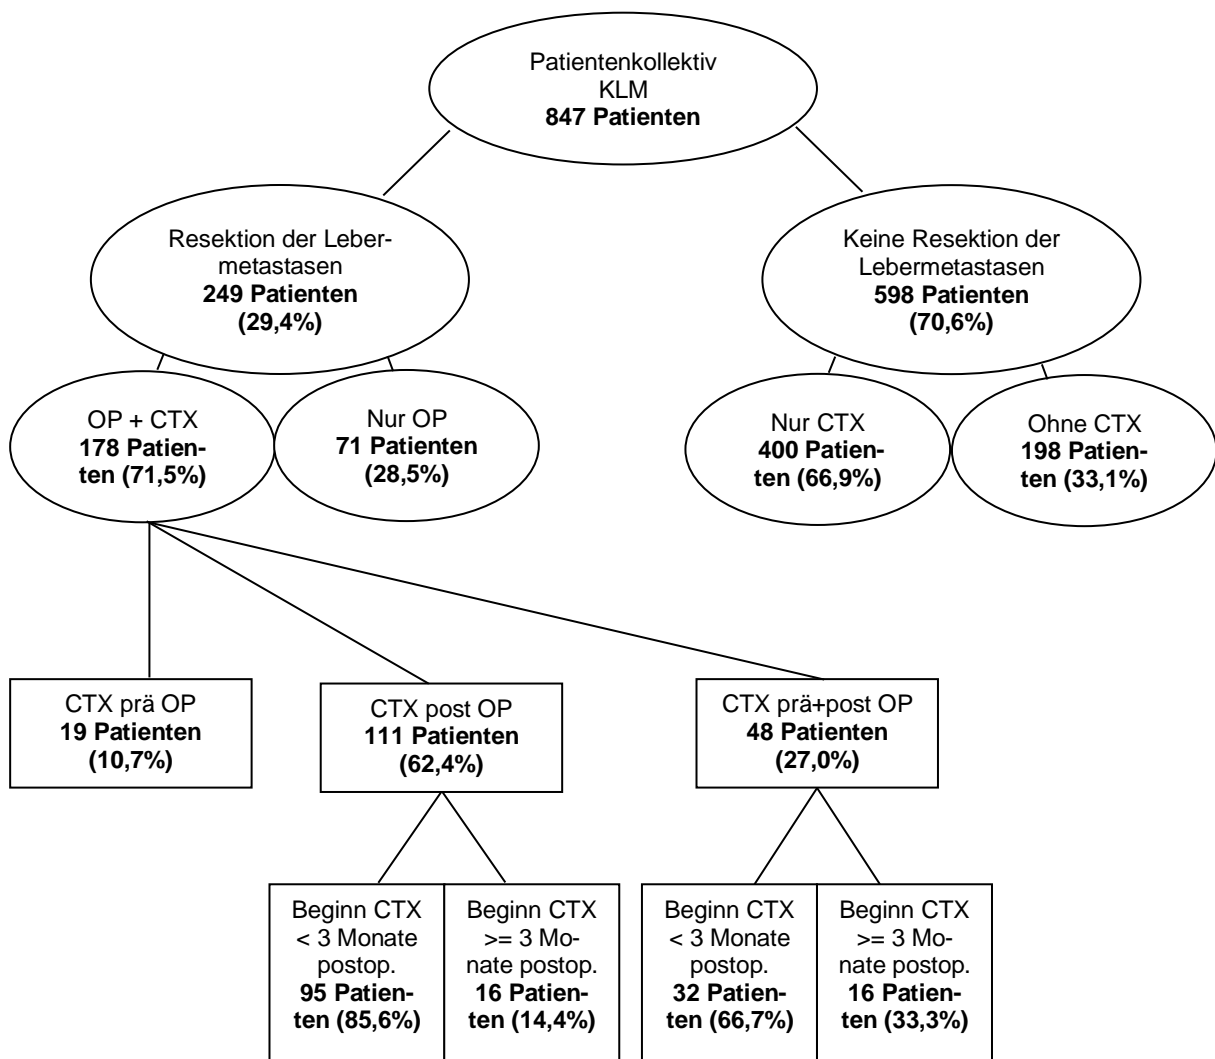 Patientenkollektiv
KLM
847 Patienten
Resektion der Leber-
metastasen
249 Patienten
(29,4%)
Keine Resektion der
Lebermetastasen
598 Patienten
(70,6%)
OP + CTX
178 Patien-
ten (71,5%)
Nur OP
71 Patienten
(28,5%)
Nur CTX
400 Patien-
ten (66,9%)
Ohne CTX
198 Patien-
ten (33,1%)
CTX prä OP
19 Patienten
(10,7%)
CTX post OP
111 Patienten
(62,4%)
CTX prä+post OP
48 Patienten
(27,0%)
Beginn CTX
< 3 Monate
postop.
95 Patien-
ten (85,6%)
Beginn CTX
>= 3 Mo-
nate postop.
16 Patien-
ten (14,4%)
Beginn CTX
< 3 Monate
postop.
32 Patien-
ten (66,7%)
Beginn CTX
>= 3 Mo-
nate postop.
16 Patien-
ten (33,3%)